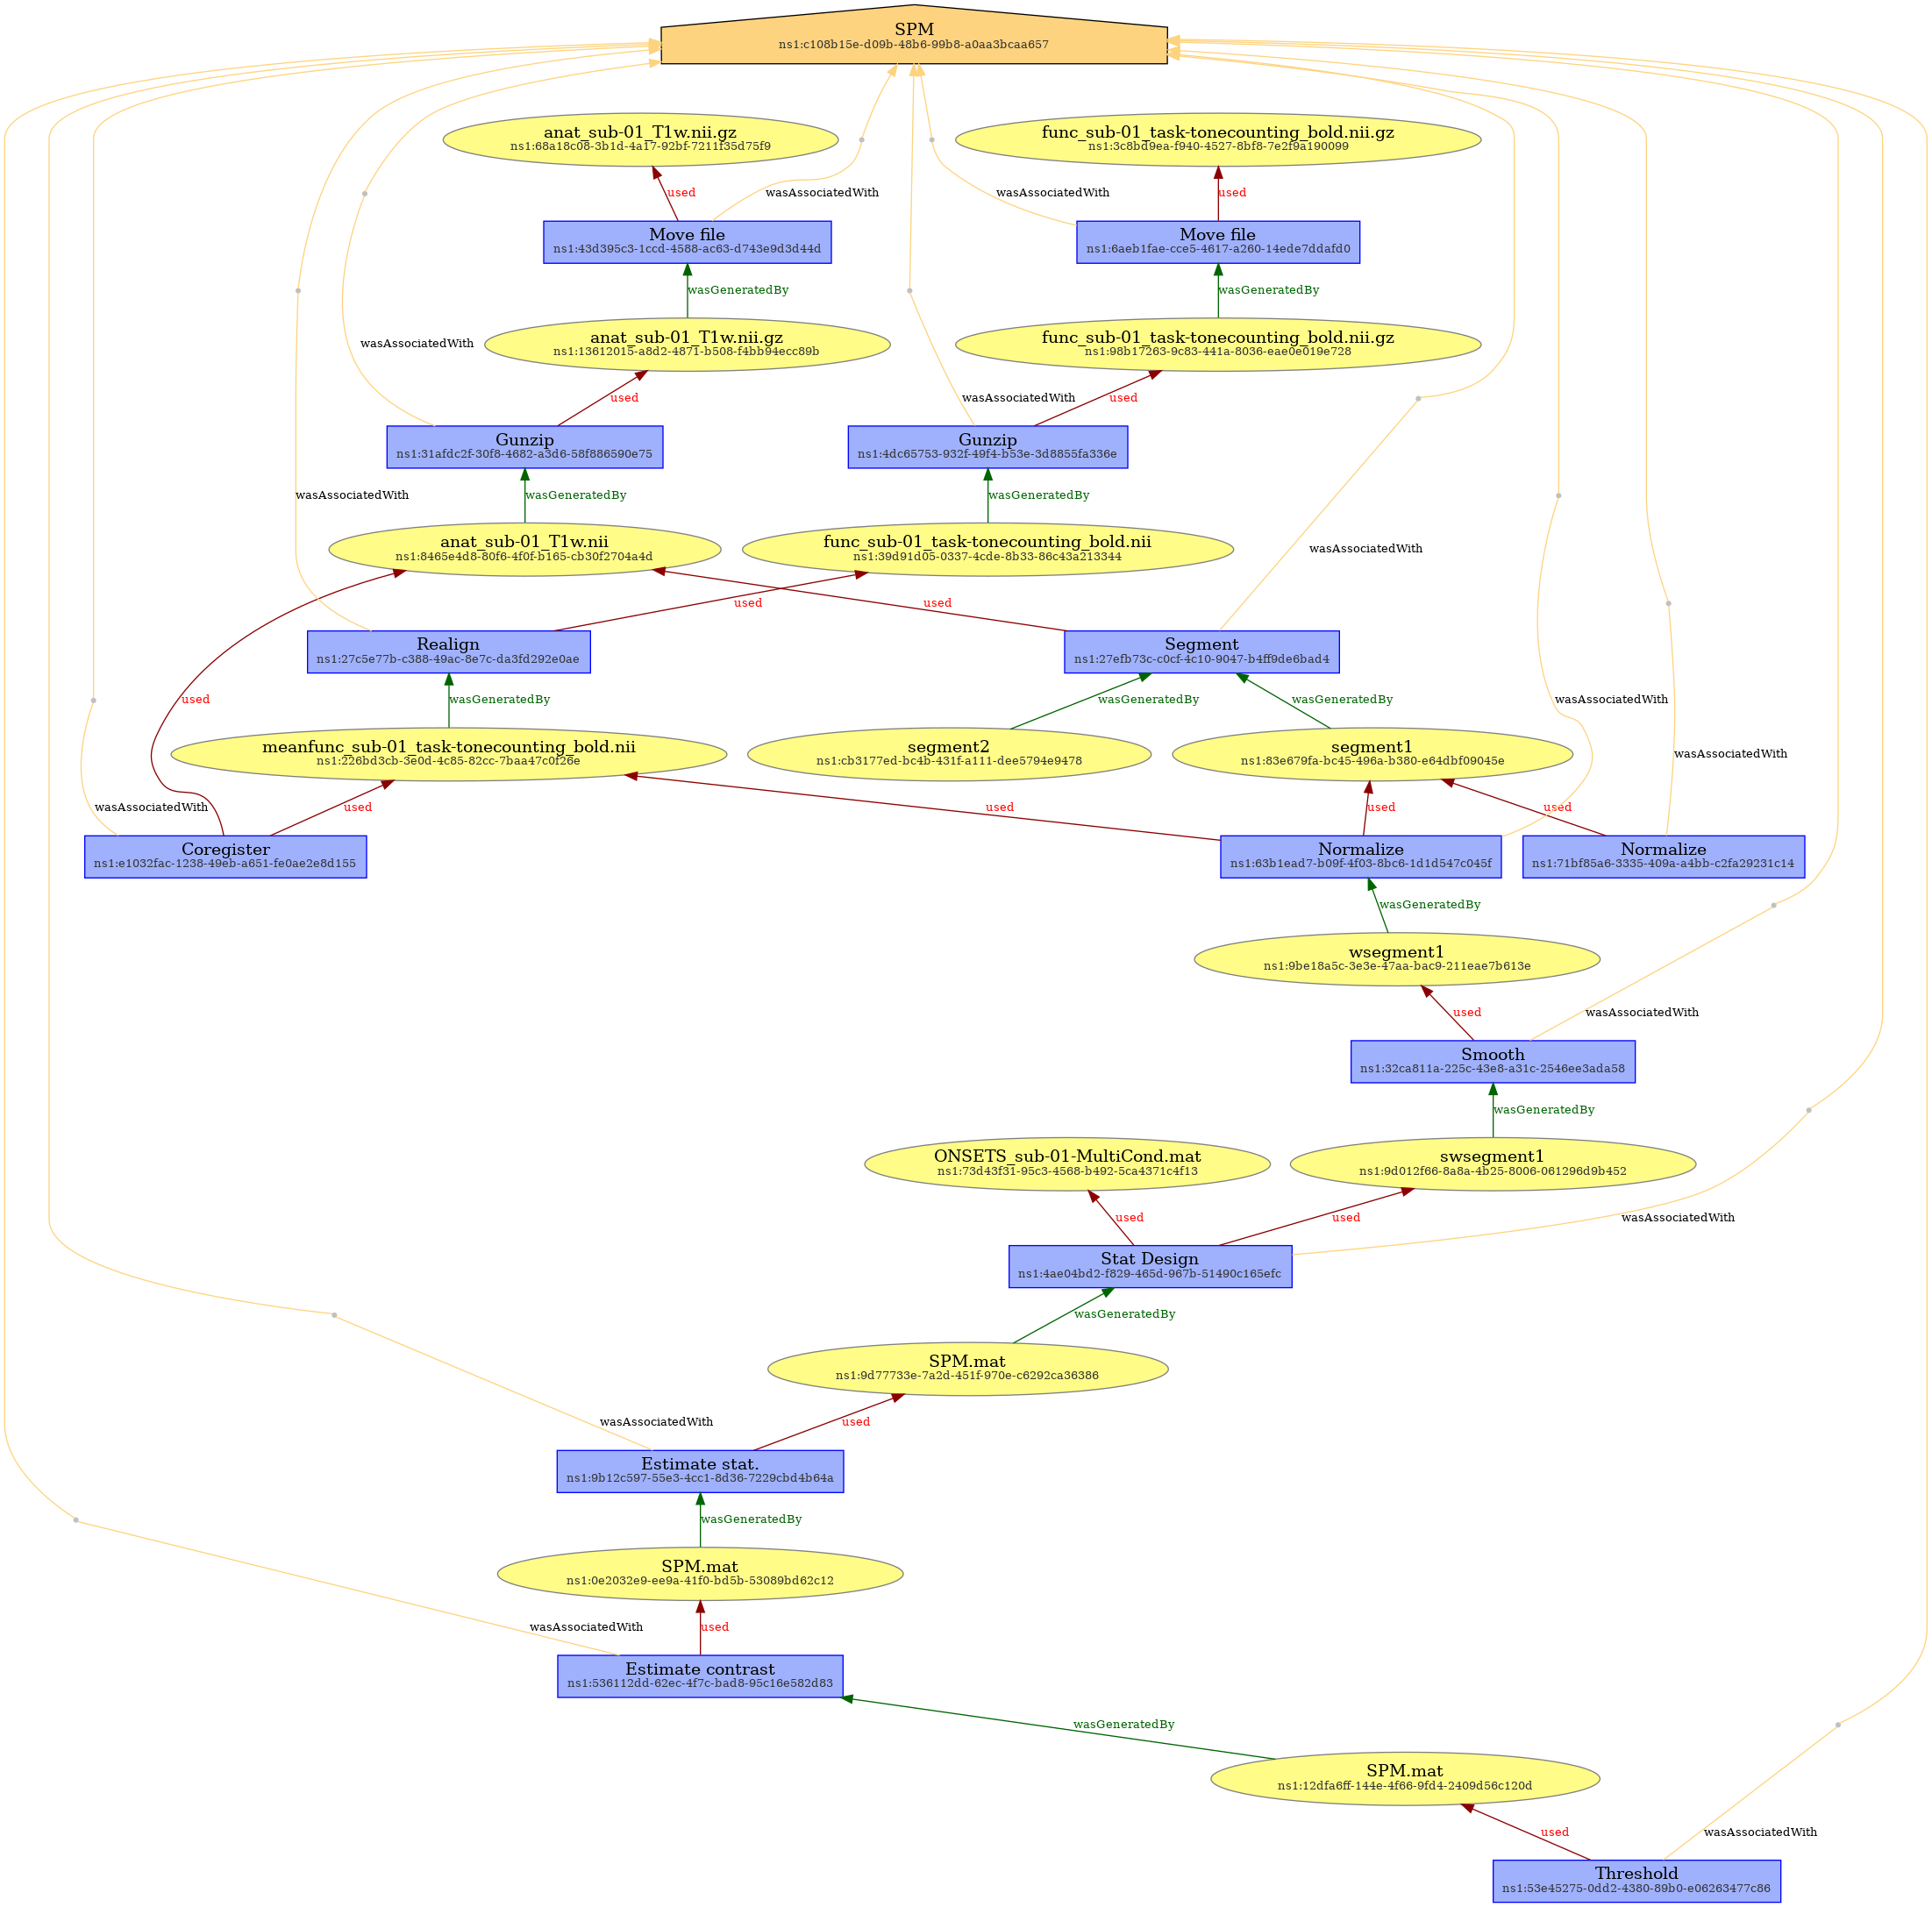 SPM
ns1:c108b15e-d09b-48b6-99b8-a0aa3bcaa657
anat_sub-01_T1w.nii.gz
ns1:68a18c08-3b1d-4a17-92bf-7211f35d75f9
func_sub-01_task-tonecounting_bold.nii.gz
ns1:3c8bd9ea-f940-4527-8bf8-7e2f9a190099
used
wasAssociatedWith
wasAssociatedWith
used
Move file
ns1:43d395c3-1ccd-4588-ac63-d743e9d3d44d
Move file
ns1:6aeb1fae-cce5-4617-a260-14ede7ddafd0
wasGeneratedBy
wasGeneratedBy
anat_sub-01_T1w.nii.gz
ns1:13612015-a8d2-4871-b508-f4bb94ecc89b
func_sub-01_task-tonecounting_bold.nii.gz
ns1:98b17263-9c83-441a-8036-eae0e019e728
wasAssociatedWith
used
wasAssociatedWith
used
Gunzip
ns1:31afdc2f-30f8-4682-a3d6-58f886590e75
Gunzip
ns1:4dc65753-932f-49f4-b53e-3d8855fa336e
wasAssociatedWith
wasGeneratedBy
wasGeneratedBy
anat_sub-01_T1w.nii
ns1:8465e4d8-80f6-4f0f-b165-cb30f2704a4d
func_sub-01_task-tonecounting_bold.nii
ns1:39d91d05-0337-4cde-8b33-86c43a213344
wasAssociatedWith
used
used
Realign
ns1:27c5e77b-c388-49ac-8e7c-da3fd292e0ae
Segment
ns1:27efb73c-c0cf-4c10-9047-b4ff9de6bad4
used
wasGeneratedBy
wasGeneratedBy
wasGeneratedBy
wasAssociatedWith
meanfunc_sub-01_task-tonecounting_bold.nii
ns1:226bd3cb-3e0d-4c85-82cc-7baa47c0f26e
segment2
ns1:cb3177ed-bc4b-431f-a111-dee5794e9478
segment1
ns1:83e679fa-bc45-496a-b380-e64dbf09045e
wasAssociatedWith
wasAssociatedWith
used
used
used
used
Coregister
ns1:e1032fac-1238-49eb-a651-fe0ae2e8d155
Normalize
ns1:63b1ead7-b09f-4f03-8bc6-1d1d547c045f
Normalize
ns1:71bf85a6-3335-409a-a4bb-c2fa29231c14
wasGeneratedBy
wsegment1
ns1:9be18a5c-3e3e-47aa-bac9-211eae7b613e
used
wasAssociatedWith
Smooth
ns1:32ca811a-225c-43e8-a31c-2546ee3ada58
wasGeneratedBy
ONSETS_sub-01-MultiCond.mat
ns1:73d43f31-95c3-4568-b492-5ca4371c4f13
swsegment1
ns1:9d012f66-8a8a-4b25-8006-061296d9b452
used
used
wasAssociatedWith
Stat Design
ns1:4ae04bd2-f829-465d-967b-51490c165efc
wasGeneratedBy
SPM.mat
ns1:9d77733e-7a2d-451f-970e-c6292ca36386
wasAssociatedWith
used
Estimate stat.
ns1:9b12c597-55e3-4cc1-8d36-7229cbd4b64a
wasGeneratedBy
SPM.mat
ns1:0e2032e9-ee9a-41f0-bd5b-53089bd62c12
wasAssociatedWith
used
Estimate contrast
ns1:536112dd-62ec-4f7c-bad8-95c16e582d83
wasGeneratedBy
SPM.mat
ns1:12dfa6ff-144e-4f66-9fd4-2409d56c120d
used
wasAssociatedWith
Threshold
ns1:53e45275-0dd2-4380-89b0-e06263477c86